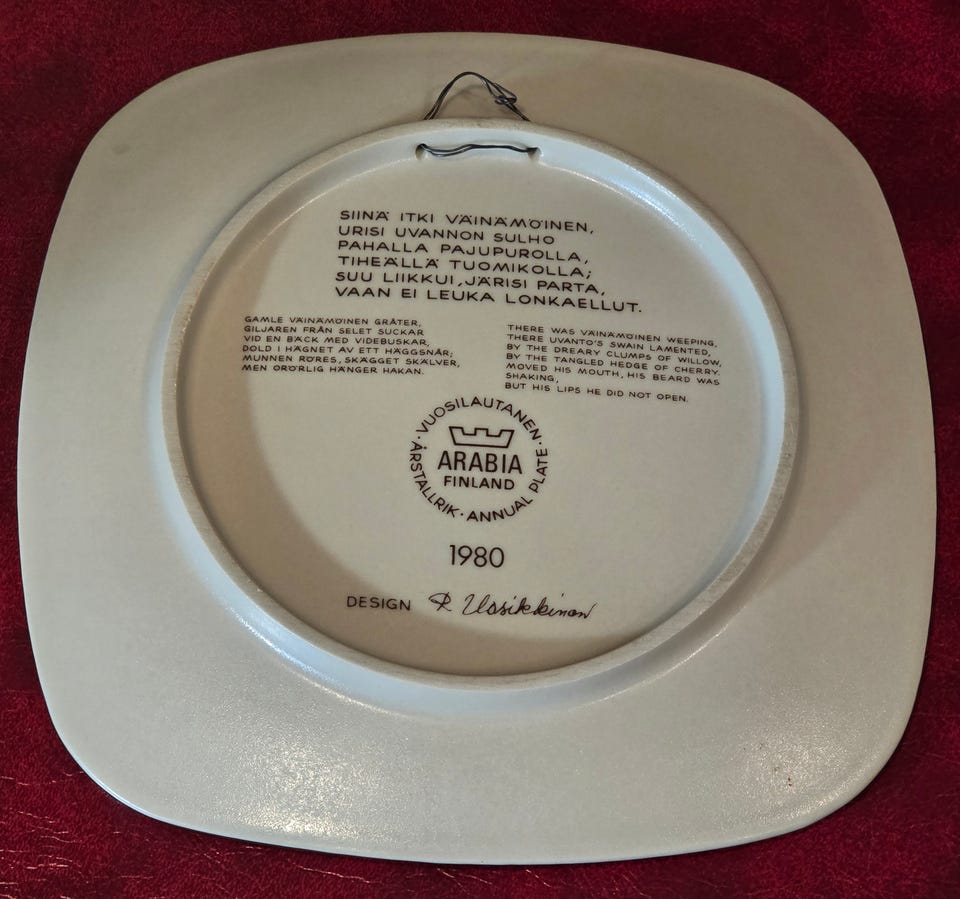 SIINÄ ITKI VÄINÄMÖINEN,
URISI UVANNON SULHO
PAHALLA PAJUPUROLLA,
TIHEÄLLÄ TUOMIKOLLA;
SUU LIIKKUI, JÄRISI PARTA,
VAAN EI LEUKA LONKAELLUT.
GAMLE VÄINÄMÖINEN GRÅTER,
GILJAREN FRÅN SELET SUCKAR
VID EN BÄCK MED VIDEBUSKAR,
DOLD I HÄGNET AV ETT HÄGGSNÅR;
MUNNEN RÖRES, SKÄGGET SKÄLVER,
MEN ORÖRLIG HÄNGER HAKAN.
THERE WAS VÄINÄMÖINEN WEEPING,
THERE UVANTO'S SWAIN LAMENTED,
BY THE DREARY CLUMPS OF WILLOW,
BY THE TANGLED HEDGE OF CHERRY.
MOVED HIS MOUTH, HIS BEARD WAS
SHAKING,
BUT HIS LIPS HE DID NOT OPEN.
· VUOSILAUTANEN ·
ARABIA
FINLAND
ÅRSTALLRIK · ANNUAL PLATE
1980
DESIGN R. Uosikkinen